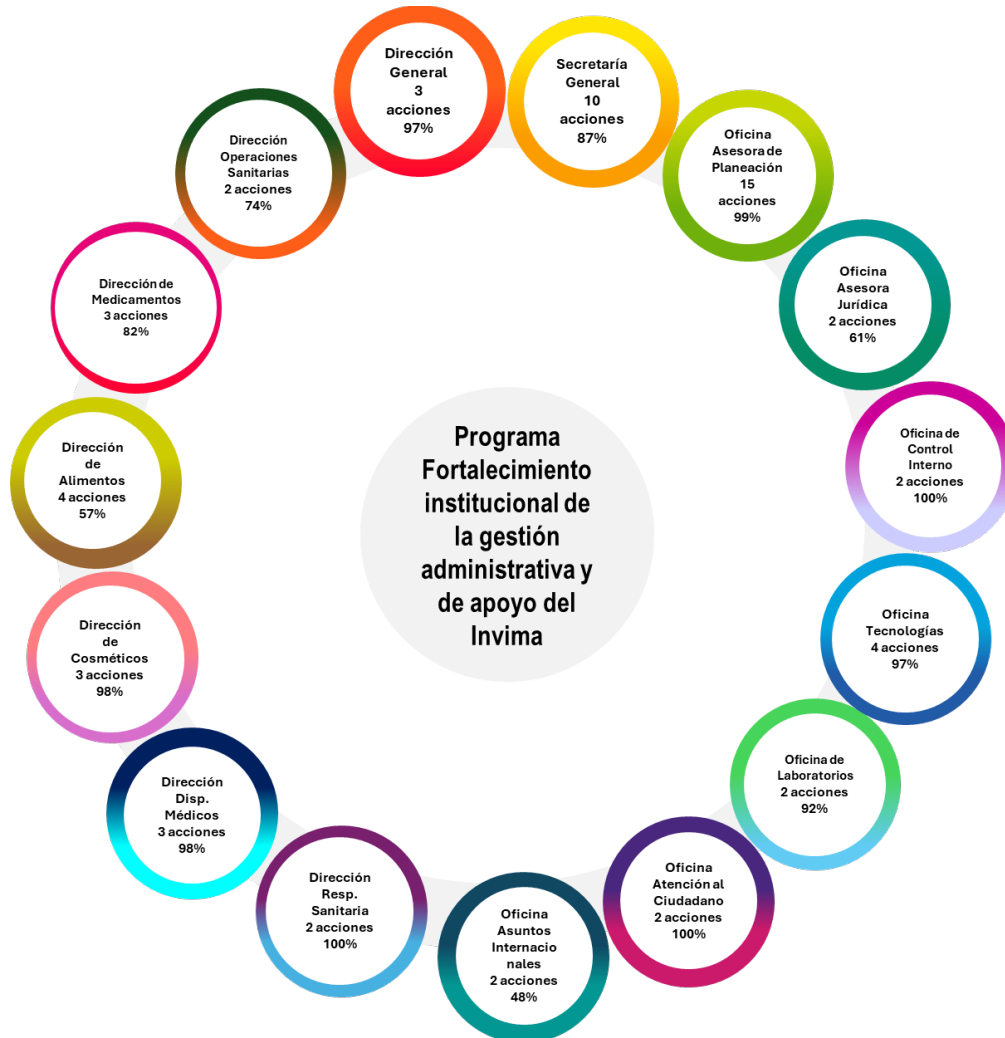 Dirección
General
3
acciones
97%
Secretaría
General
10
acciones
87%
Oficina
Asesora de
Planeación
15
acciones
99%
Oficina
Asesora
Jurídica
2 acciones
61%
Oficina de
Control
Interno
2 acciones
100%
Oficina
Tecnologías
4 acciones
97%
Oficina de
Laboratorios
2 acciones
92%
Oficina
Atención al
Ciudadano
2 acciones
100%
Oficina
Asuntos
Internacio
nales
2 acciones
48%
Dirección
Resp.
Sanitaria
2 acciones
100%
Dirección
Disp.
Médicos
3 acciones
98%
Dirección
de
Cosméticos
3 acciones
98%
Dirección
de
Alimentos
4 acciones
57%
Dirección de
Medicamentos
3 acciones
82%
Dirección
Operaciones
Sanitarias
2 acciones
74%
Programa
Fortalecimiento
institucional de
la gestión
administrativa y
de apoyo del
Invima